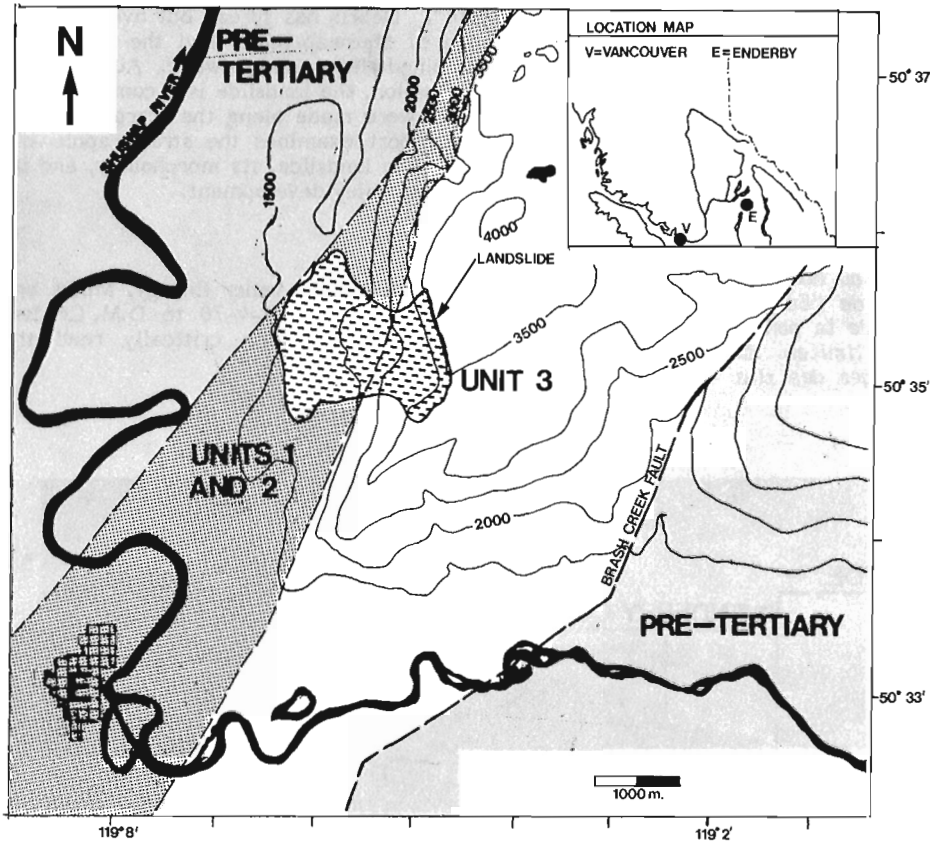 N
PRE-
TERTIARY
SHUSWAP RIVER
2000
2500
3000
3500
1500
4000
LANDSLIDE
3500
2500
UNIT 3
UNITS 1
AND 2
2000
BRASH CREEK FAULT
PRE-TERTIARY
E
1000 m.
LOCATION MAP
V=VANCOUVER E=ENDERBY
V
E
50° 37
50° 35'
50° 33'
119° 8'
119° 2'